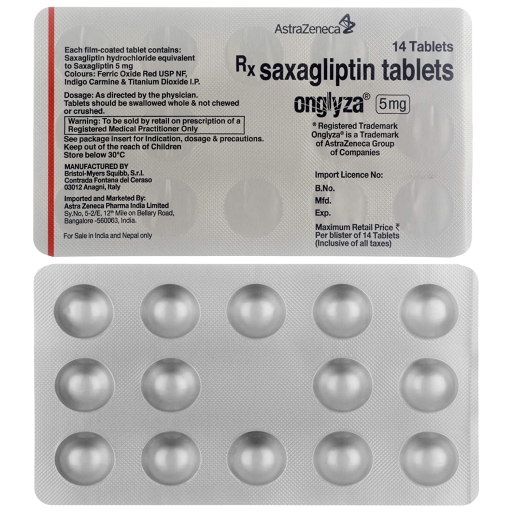 AstraZeneca
14 Tablets
Rx saxagliptin tablets
onglyza® 5mg
® Registered Trademark
Onglyza® is a Trademark
of AstraZeneca Group
of Companies
Import Licence No:
B.No.
Mfd.
Exp.
Maximum Retail Price ₹
Per blister of 14 Tablets
(Inclusive of all taxes)
Each film-coated tablet contains:
Saxagliptin hydrochloride equivalent
to Saxagliptin 5 mg
Colours: Ferric Oxide Red USP NF,
Indigo Carmine & Titanium Dioxide I.P.
Dosage: As directed by the physician.
Tablets should be swallowed whole & not chewed
or crushed.
Warning: To be sold by retail on prescription of a
Registered Medical Practitioner Only
See package insert for Indication, dosage & precautions.
Keep out of the reach of Children
Store below 30°C
MANUFACTURED BY
Bristol-Myers Squibb, S.r.l.
Contrada Fontana del Ceraso
03012 Anagni, Italy
Imported and Marketed By:
Astra Zeneca Pharma India Limited
Sy.No, 5-2/E, 12th Mile on Bellary Road,
Bangalore -560063, India.
For Sale in India and Nepal only